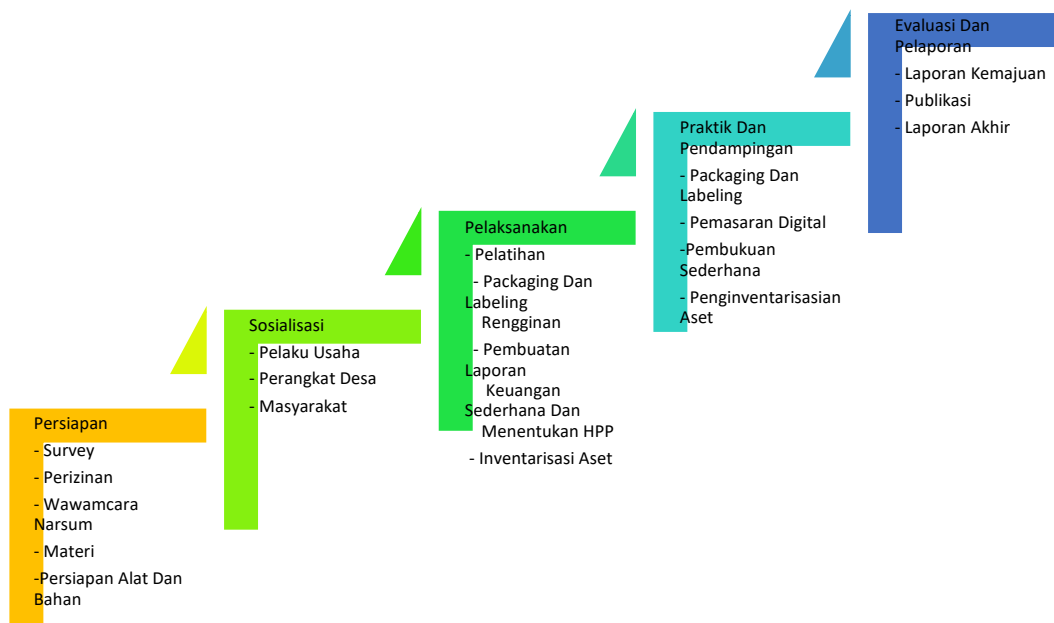 Persiapan
- Survey
- Perizinan
- Wawamcara
Narsum
- Materi
-Persiapan Alat Dan
Bahan
Sosialisasi
- Pelaku Usaha
- Perangkat Desa
- Masyarakat
Pelaksanakan
- Pelatihan
- Packaging Dan
Labeling
Rengginan
- Pembuatan
Laporan
Keuangan
Sederhana Dan
Menentukan HPP
- Inventarisasi Aset
Praktik Dan
Pendampingan
- Packaging Dan
Labeling
- Pemasaran Digital
-Pembukuan
Sederhana
- Penginventarisasian
Aset
Evaluasi Dan
Pelaporan
- Laporan Kemajuan
- Publikasi
- Laporan Akhir